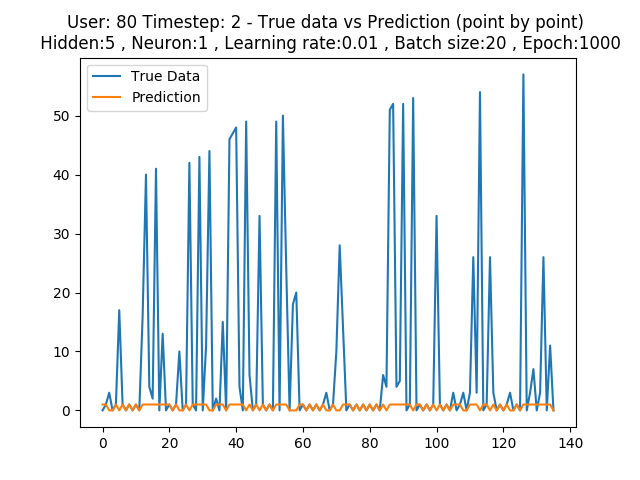 User: 80 Timestep: 2 - True data vs Prediction (point by point)
Hidden:5 , Neuron:1 , Learning rate:0.01 , Batch size:20 , Epoch:1000
True Data
Prediction
50
40
30
20
10
0
0 20 40 60 80 100 120 140